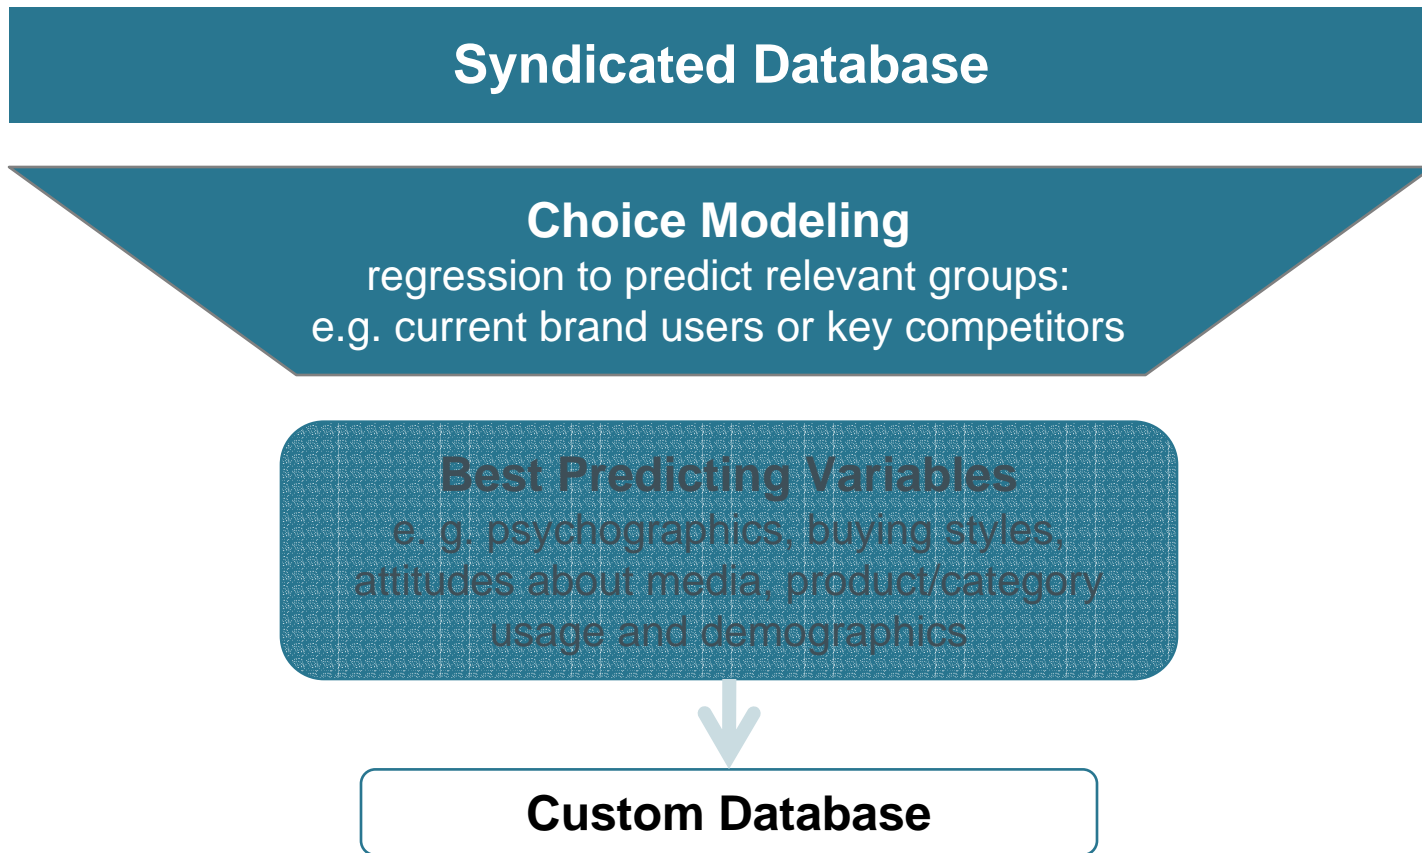 Syndicated Database
Choice Modeling
regression to predict relevant groups:
e.g. current brand users or key competitors
Best Predicting Variables
e. g. psychographics, buying styles,
attitudes about media, product/category
usage and demographics
Custom Database